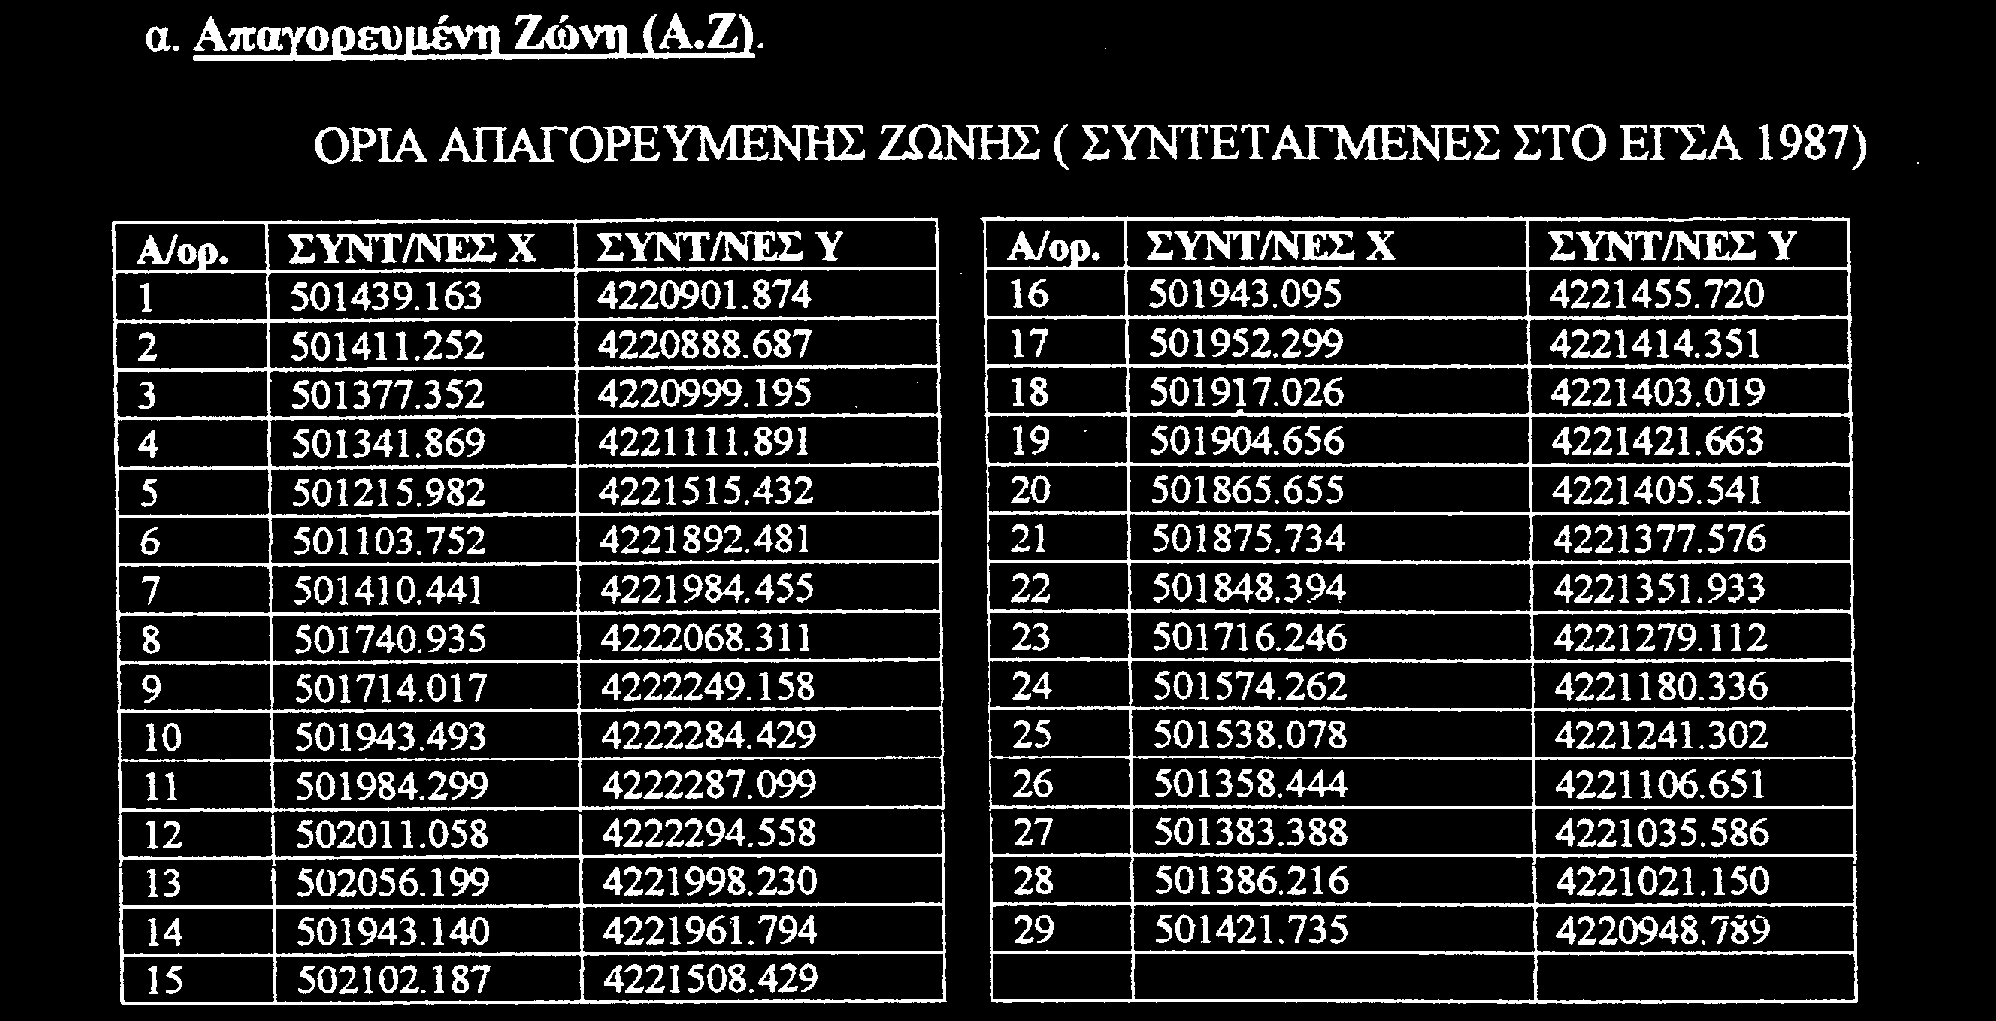 α. Απαγορευμένη Ζώνη (Α.Ζ).
ΟΡΙΑ ΑΠΑΓΟΡΕΥΜΕΝΗΣ ΖΩΝΗΣ ( ΣΥΝΤΕΤΑΓΜΕΝΕΣ ΣΤΟ ΕΓΣΑ 1987)
Α/ορ. ΣΥΝΤ/ΝΕΣ Χ ΣΥΝΤ/ΝΕΣ Υ
1 501439.163 4220901.874
2 501411.252 4220888.687
3 501377.352 4220999.195
4 501341.869 4221111.891
5 501215.982 4221515.432
6 501103.752 4221892.481
7 501410.441 4221984.455
8 501740.935 4222068.311
9 501714.017 4222249.158
10 501943.493 4222284.429
11 501984.299 4222287.099
12 502011.058 4222294.558
13 502056.199 4221998.230
14 501943.140 4221961.794
15 502102.187 4221508.429
Α/ορ. ΣΥΝΤ/ΝΕΣ Χ ΣΥΝΤ/ΝΕΣ Υ
16 501943.095 4221455.720
17 501952.299 4221414.351
18 501917.026 4221403.019
19 501904.656 4221421.663
20 501865.655 4221405.541
21 501875.734 4221377.576
22 501848.394 4221351.933
23 501716.246 4221279.112
24 501574.262 4221180.336
25 501538.078 4221241.302
26 501358.444 4221106.651
27 501383.388 4221035.586
28 501386.216 4221021.150
29 501421.735 4220948.789